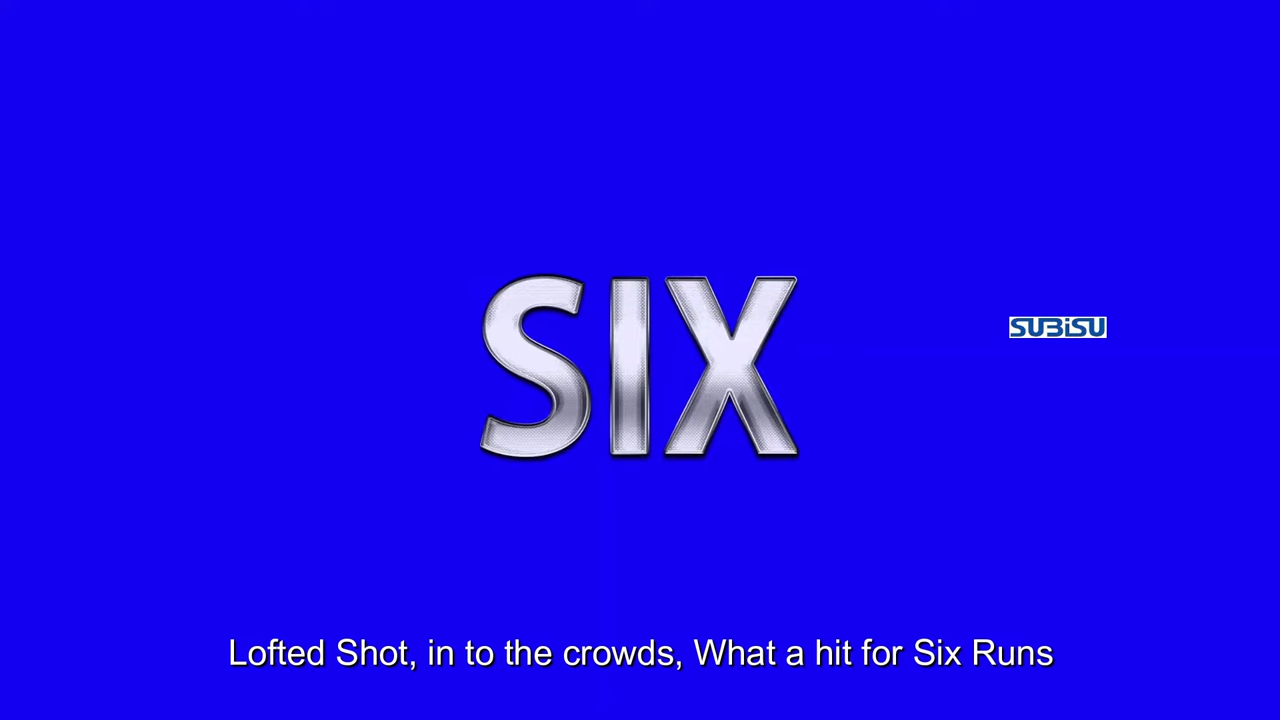 SIX
SUBiSU
Lofted Shot, in to the crowds, What a hit for Six Runs